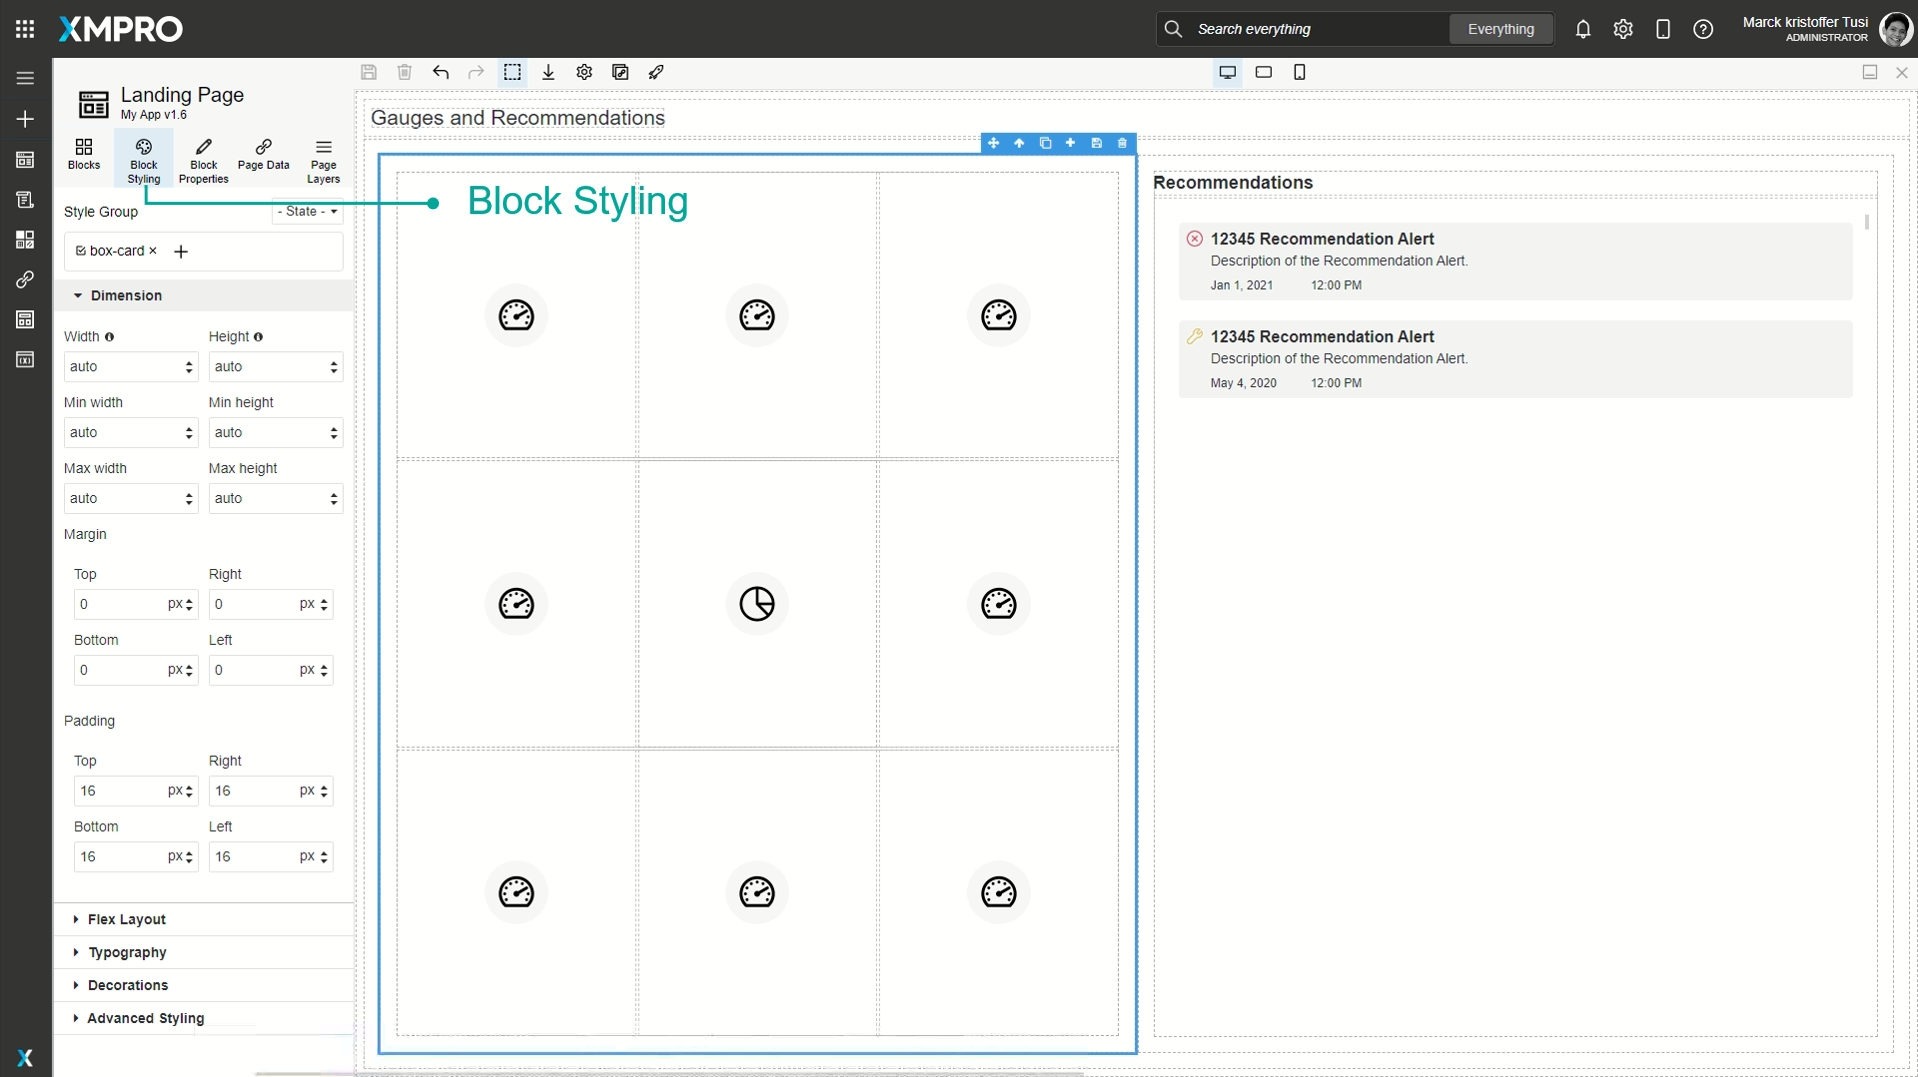 XMPRO
Search everything
Everything
Marck kristoffer Tusi
ADMINISTRATOR
Landing Page
My App v1.6
Blocks
Block Styling
Block Properties
Page Data
Page Layers
Gauges and Recommendations
Block Styling
Style Group
- State -
box-card ×
Dimension
Width
Height
auto
auto
Min width
Min height
auto
auto
Max width
Max height
auto
auto
Margin
Top
Right
0 px
0 px
Bottom
Left
0 px
0 px
Padding
Top
Right
16 px
16 px
Bottom
Left
16 px
16 px
Flex Layout
Typography
Decorations
Advanced Styling
Recommendations
12345 Recommendation Alert
Description of the Recommendation Alert.
Jan 1, 2021 12:00 PM
12345 Recommendation Alert
Description of the Recommendation Alert.
May 4, 2020 12:00 PM